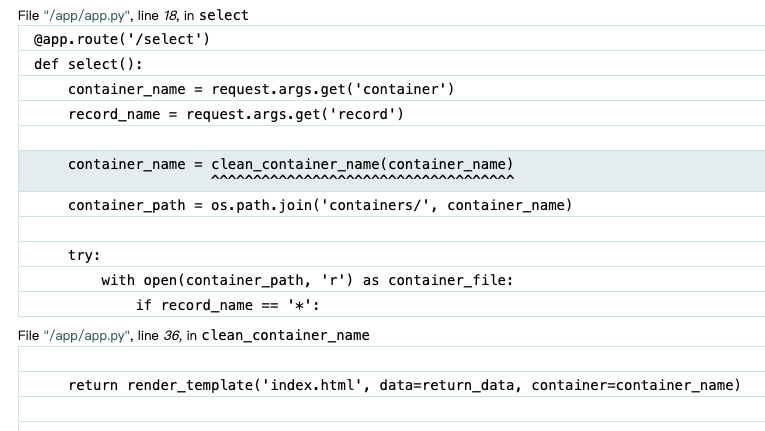 File "/app/app.py", line 18, in select
@app.route('/select')
def select():
    container_name = request.args.get('container')
    record_name = request.args.get('record')
    container_name = clean_container_name(container_name)
                     ^^^^^^^^^^^^^^^^^^^^^^^^^^^^^^^^^^^^
    container_path = os.path.join('containers/', container_name)
    try:
        with open(container_path, 'r') as container_file:
            if record_name == '*':
File "/app/app.py", line 36, in clean_container_name
    return render_template('index.html', data=return_data, container=container_name)